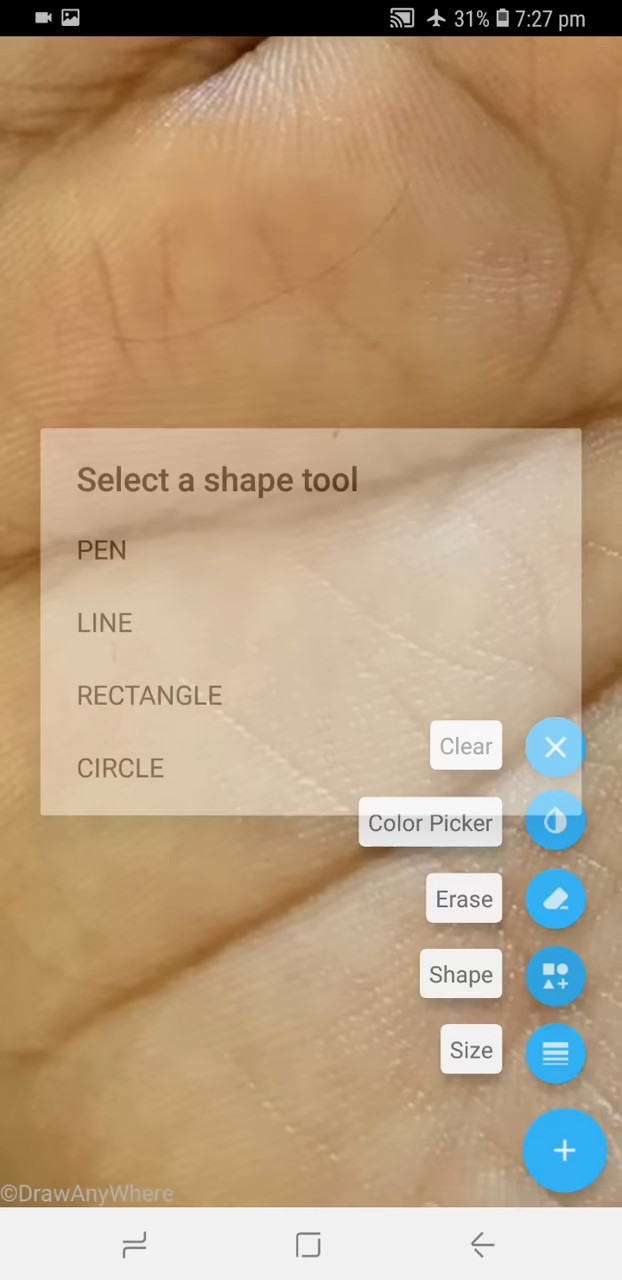 31% 7:27 pm
Select a shape tool
PEN
LINE
RECTANGLE
CIRCLE
Clear
Color Picker
Erase
Shape
Size
©DrawAnyWhere